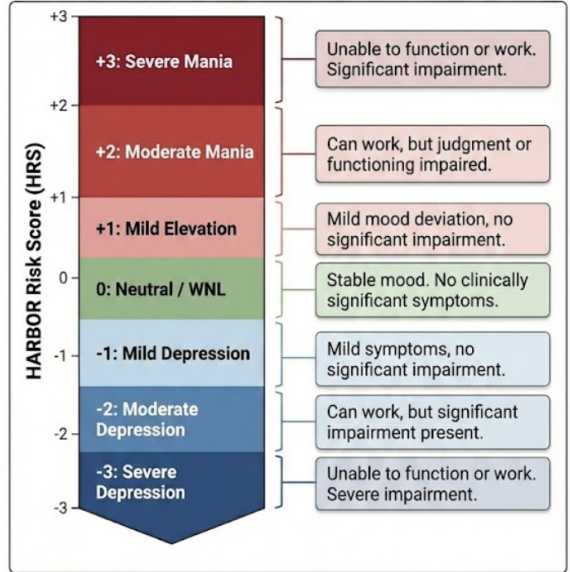 HARBOR Risk Score (HRS)
+3
+2
+1
0
-1
-2
-3
+3: Severe Mania
Unable to function or work.
Significant impairment.
+2: Moderate Mania
Can work, but judgment or
functioning impaired.
+1: Mild Elevation
Mild mood deviation, no
significant impairment.
0: Neutral / WNL
Stable mood. No clinically
significant symptoms.
-1: Mild Depression
Mild symptoms, no
significant impairment.
-2: Moderate
Depression
Can work, but significant
impairment present.
-3: Severe
Depression
Unable to function or work.
Severe impairment.